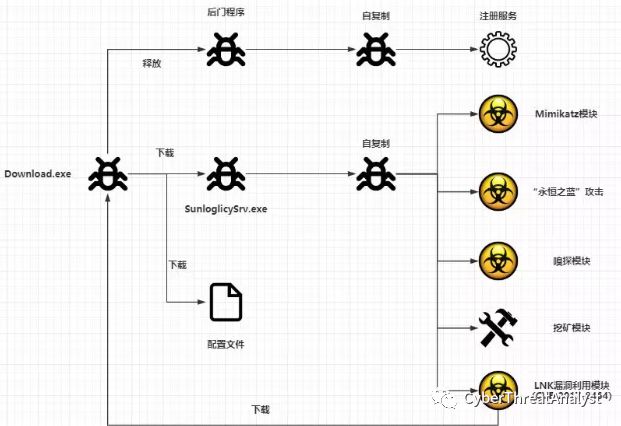 后门程序
自复制
注册服务
释放
Mimikatz模块
下载
自复制
Download.exe
SunloglicySrv.exe
“永恒之蓝”攻击
嗅探模块
下载
配置文件
挖矿模块
LNK漏洞利用模块
CyberThreatAnalyst
下载